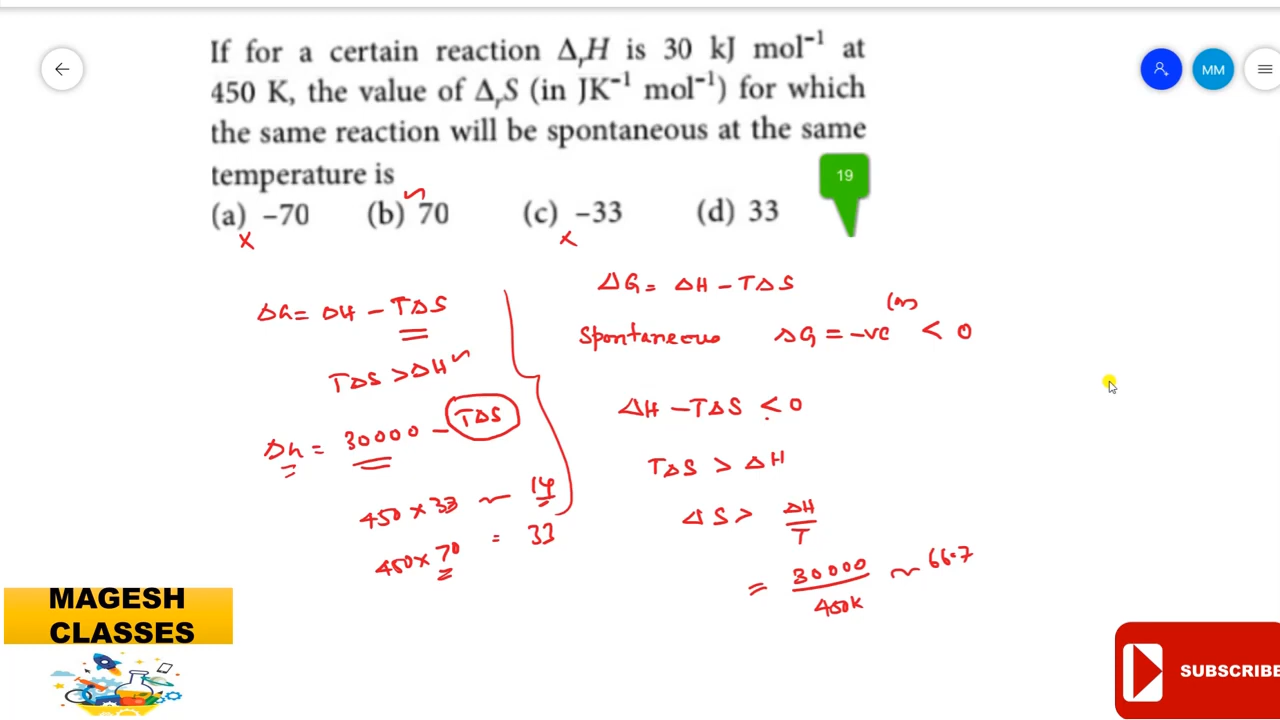 If for a certain reaction ΔrH is 30 kJ mol⁻¹ at
450 K, the value of ΔrS (in JK⁻¹ mol⁻¹) for which
the same reaction will be spontaneous at the same
temperature is
(a) −70 (b) 70 (c) −33 (d) 33
19
MM
ΔG = ΔH − TΔS
TΔS > ΔH
ΔG = 30000 − TΔS
450 × 33 ~ 14
450 × 70 = 33
ΔG = ΔH − TΔS
Spontaneous ΔG = −ve (or) < 0
ΔH − TΔS < 0
TΔS > ΔH
ΔS > ΔH
T
= 30000 ~ 66.7
450K
MAGESH
CLASSES
SUBSCRIBE